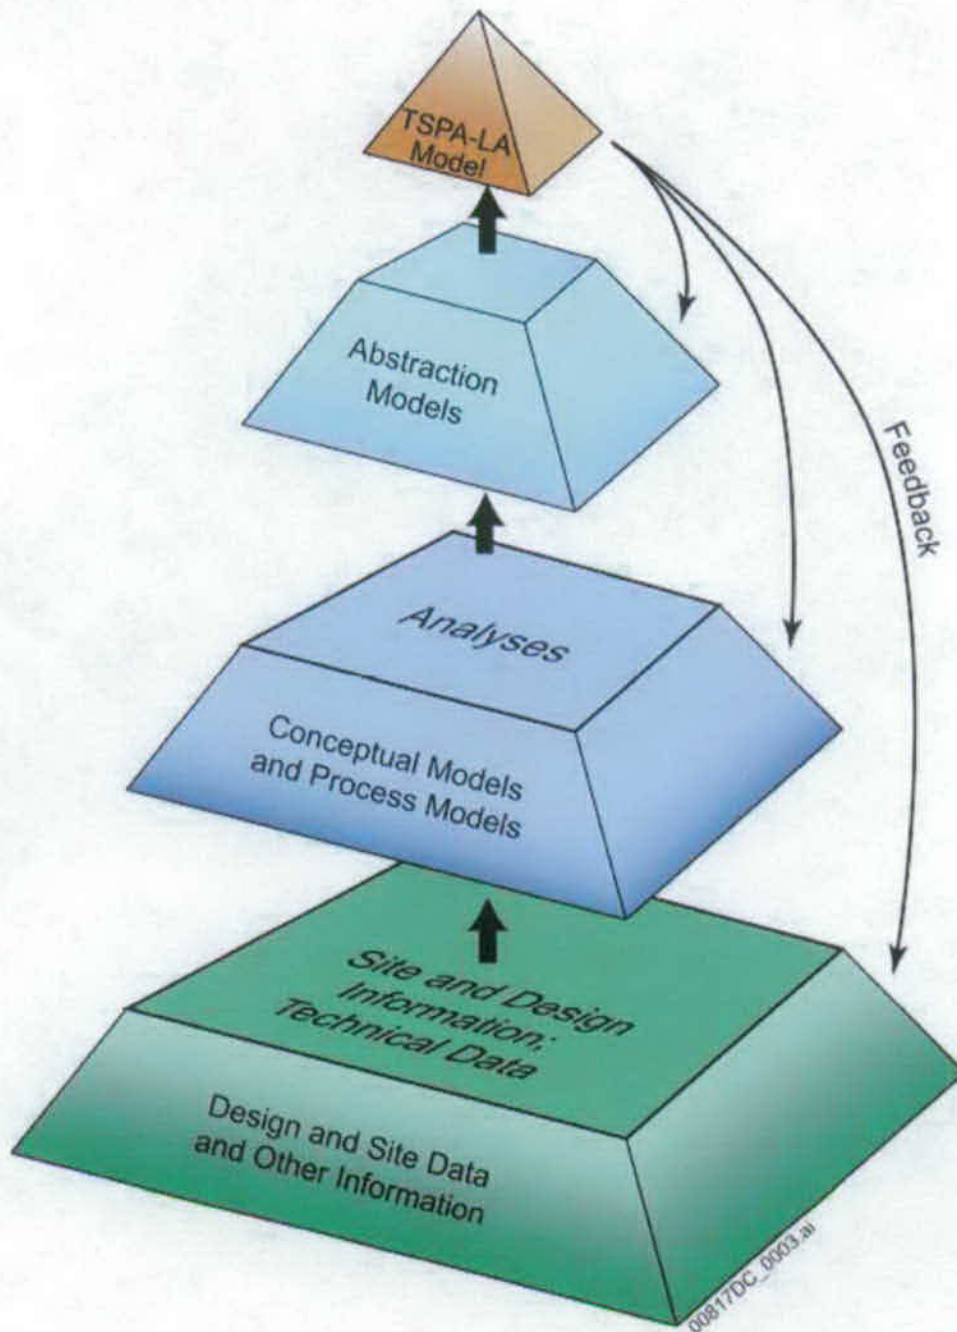 TSPA-LA
Model
Abstraction
Models
Feedback
Analyses
Conceptual Models
and Process Models
Site and Design
Information;
Technical Data
Design and Site Data
and Other Information
00817DC_0003.ai